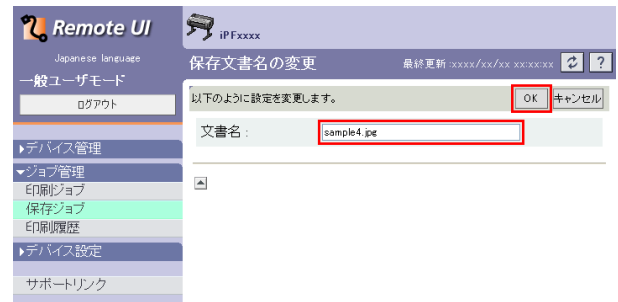 Remote UI
Japanese language
一般ユーザモード
ログアウト
▶デバイス管理
▼ジョブ管理
印刷ジョブ
保存ジョブ
印刷履歴
▶デバイス設定
サポートリンク
iPFxxxx
保存文書名の変更 最終更新 :xxxx/xx/xx xx:xx:xx ?
以下のように設定を変更します。 OK キャンセル
文書名 : sample4.jpg